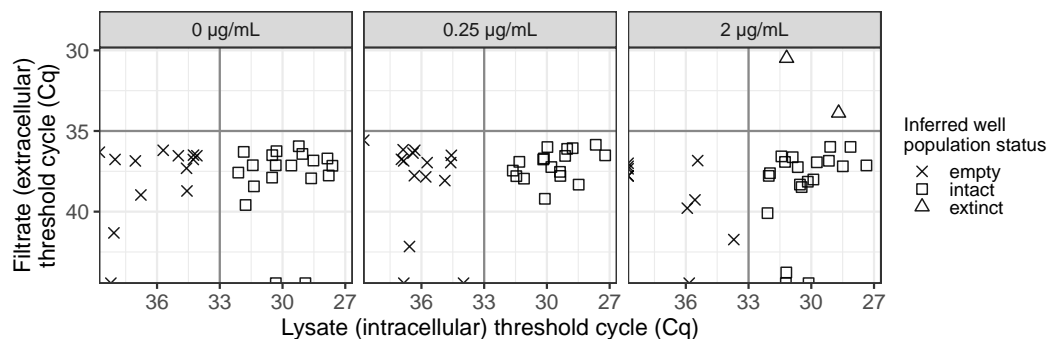 0 µg/mL
0.25 µg/mL
2 µg/mL
Filtrate (extracellular)
threshold cycle (Cq)
30
35
40
36
33
30
27
36
33
30
27
36
33
30
27
Lysate (intracellular) threshold cycle (Cq)
Inferred well
population status
empty
intact
extinct